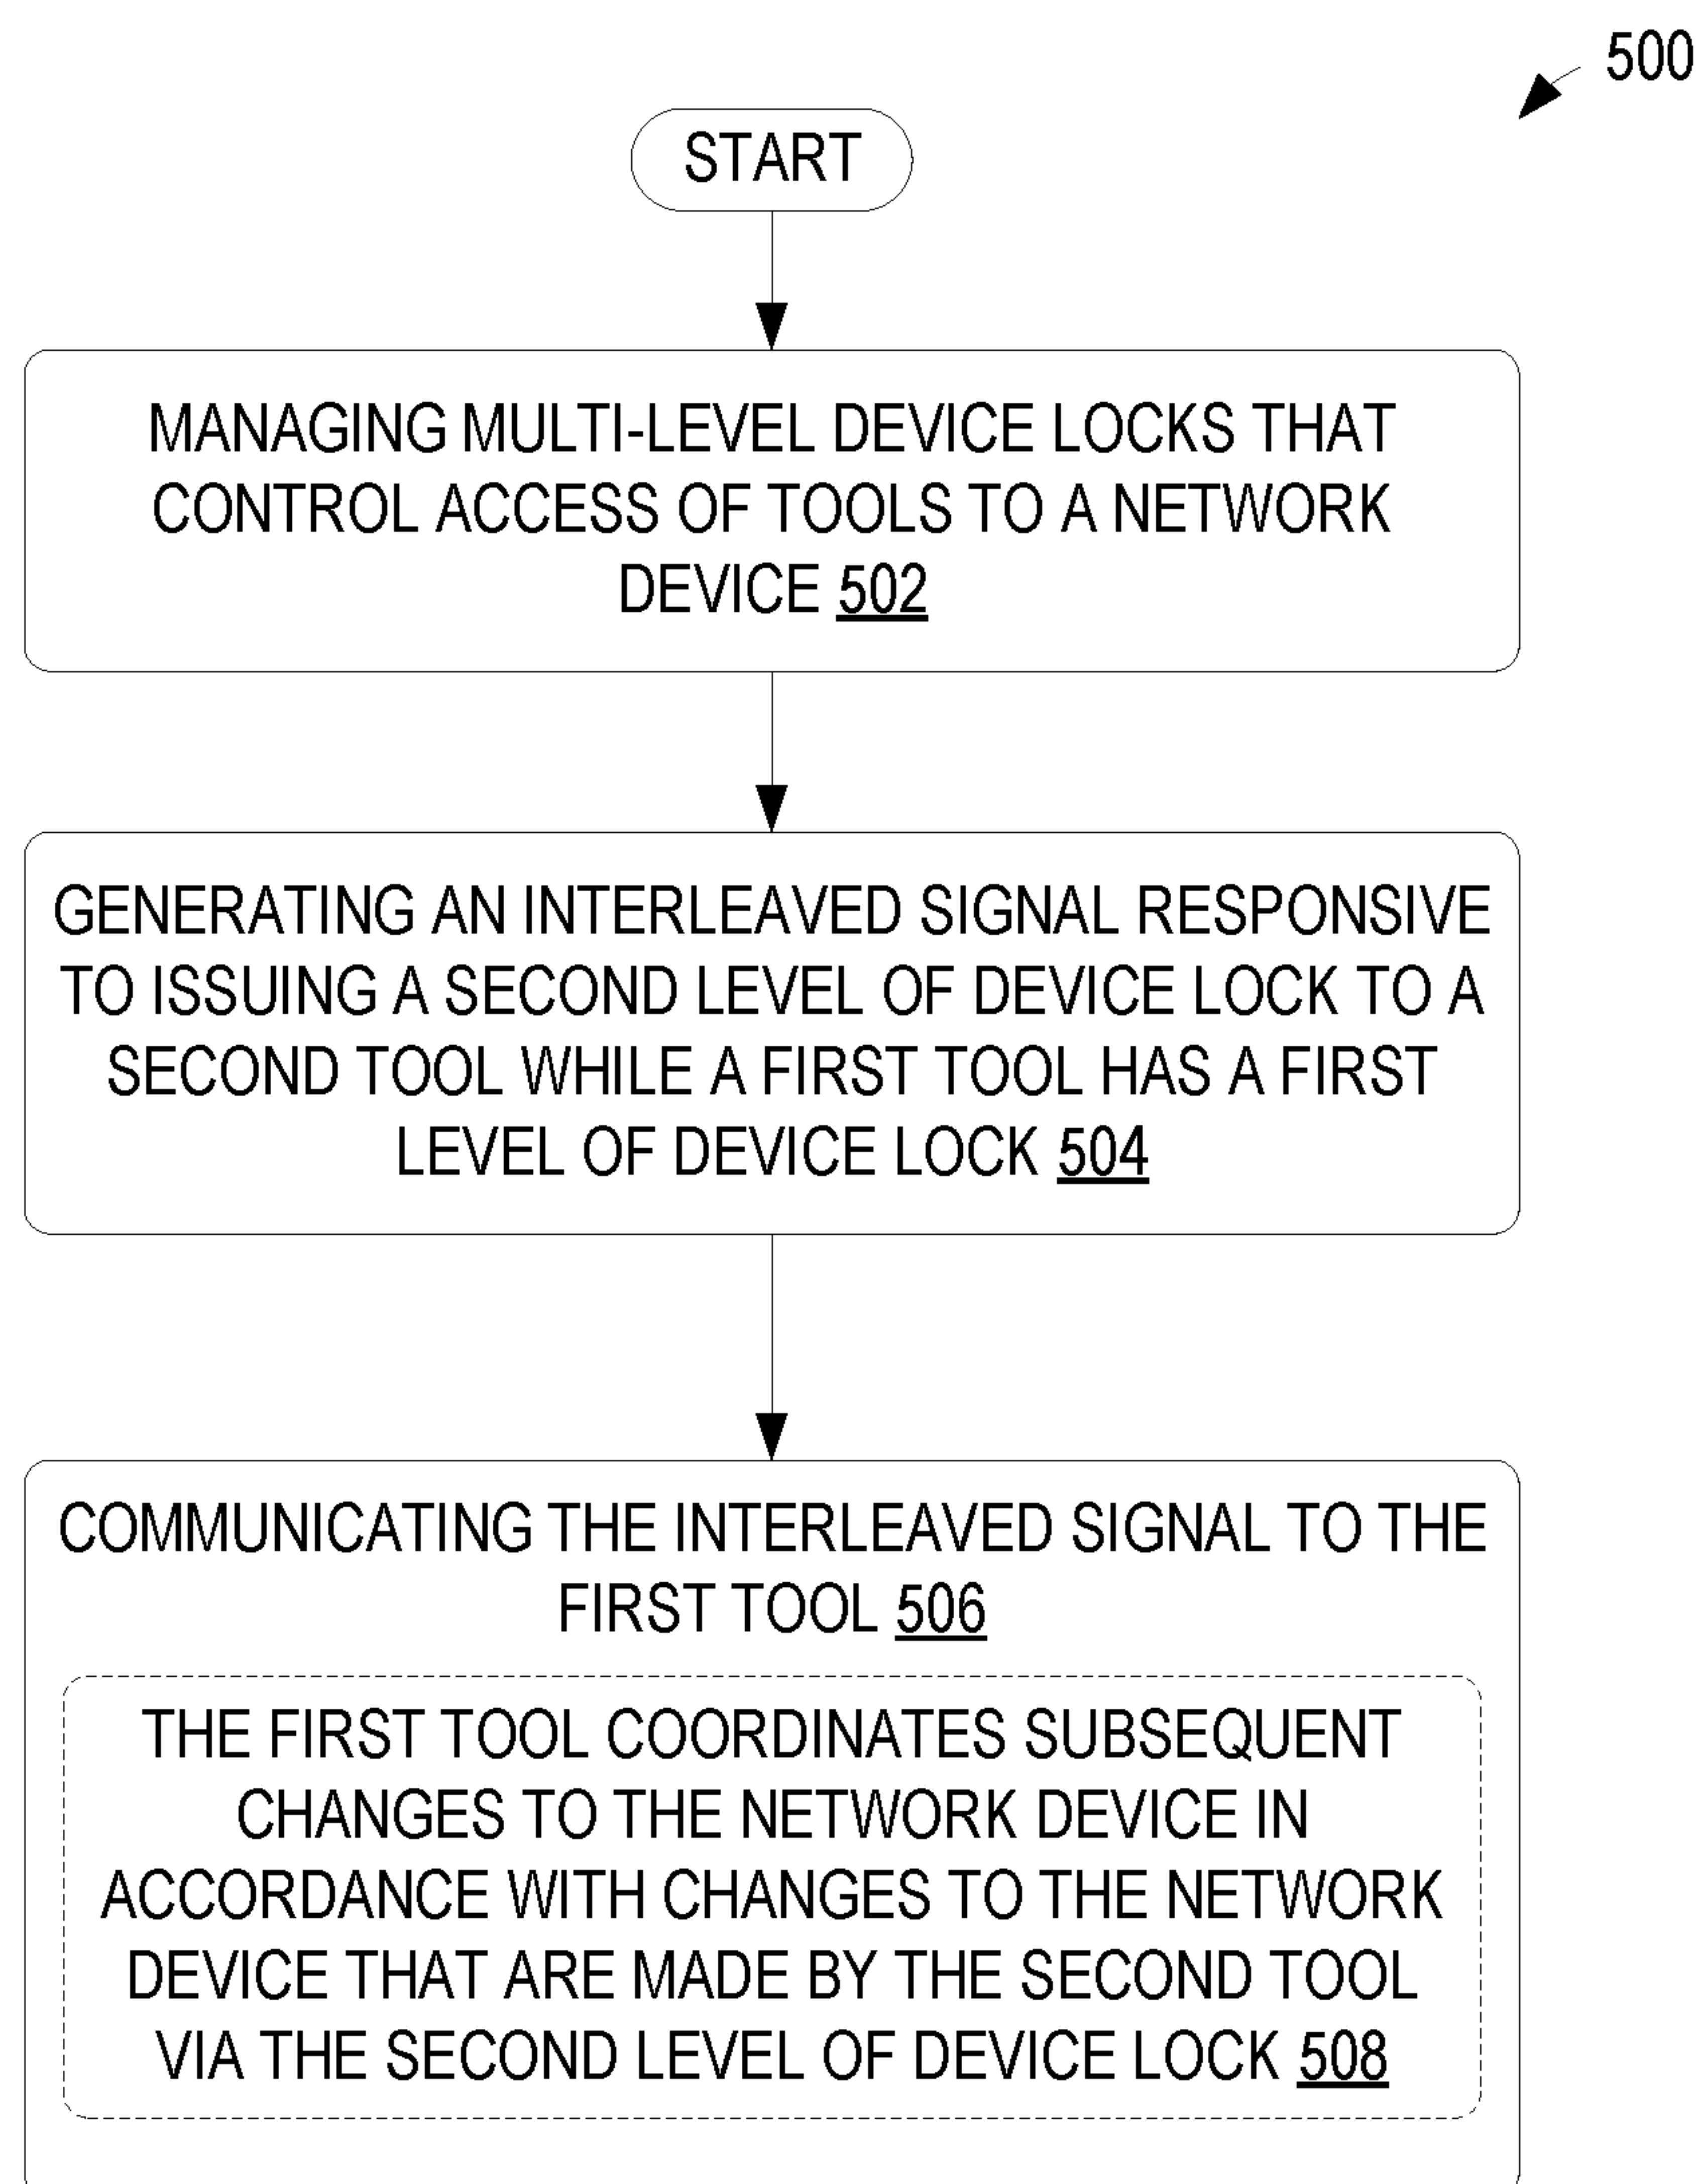 500
START
MANAGING MULTI-LEVEL DEVICE LOCKS THAT
CONTROL ACCESS OF TOOLS TO A NETWORK
DEVICE 502
GENERATING AN INTERLEAVED SIGNAL RESPONSIVE
TO ISSUING A SECOND LEVEL OF DEVICE LOCK TO A
SECOND TOOL WHILE A FIRST TOOL HAS A FIRST
LEVEL OF DEVICE LOCK 504
COMMUNICATING THE INTERLEAVED SIGNAL TO THE
FIRST TOOL 506
THE FIRST TOOL COORDINATES SUBSEQUENT
CHANGES TO THE NETWORK DEVICE IN
ACCORDANCE WITH CHANGES TO THE NETWORK
DEVICE THAT ARE MADE BY THE SECOND TOOL
VIA THE SECOND LEVEL OF DEVICE LOCK 508